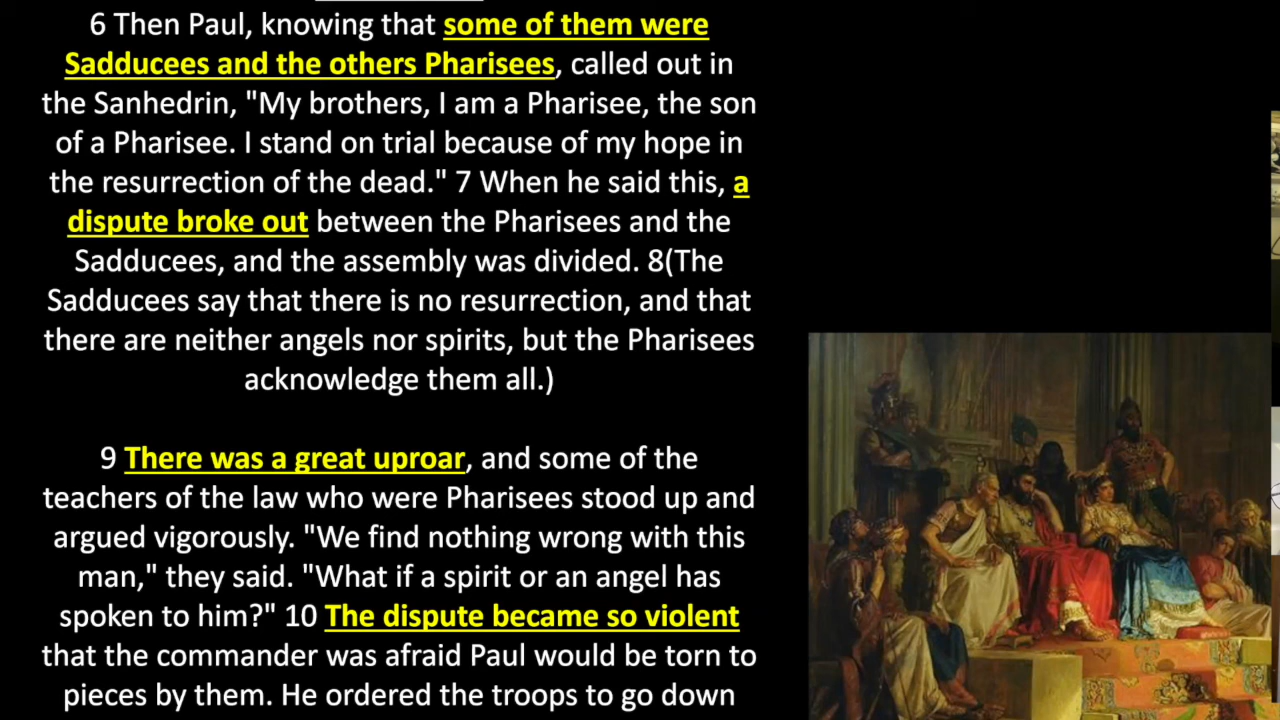 6 Then Paul, knowing that some of them were
Sadducees and the others Pharisees, called out in
the Sanhedrin, "My brothers, I am a Pharisee, the son
of a Pharisee. I stand on trial because of my hope in
the resurrection of the dead." 7 When he said this, a
dispute broke out between the Pharisees and the
Sadducees, and the assembly was divided. 8(The
Sadducees say that there is no resurrection, and that
there are neither angels nor spirits, but the Pharisees
acknowledge them all.)
9 There was a great uproar, and some of the
teachers of the law who were Pharisees stood up and
argued vigorously. "We find nothing wrong with this
man," they said. "What if a spirit or an angel has
spoken to him?" 10 The dispute became so violent
that the commander was afraid Paul would be torn to
pieces by them. He ordered the troops to go down